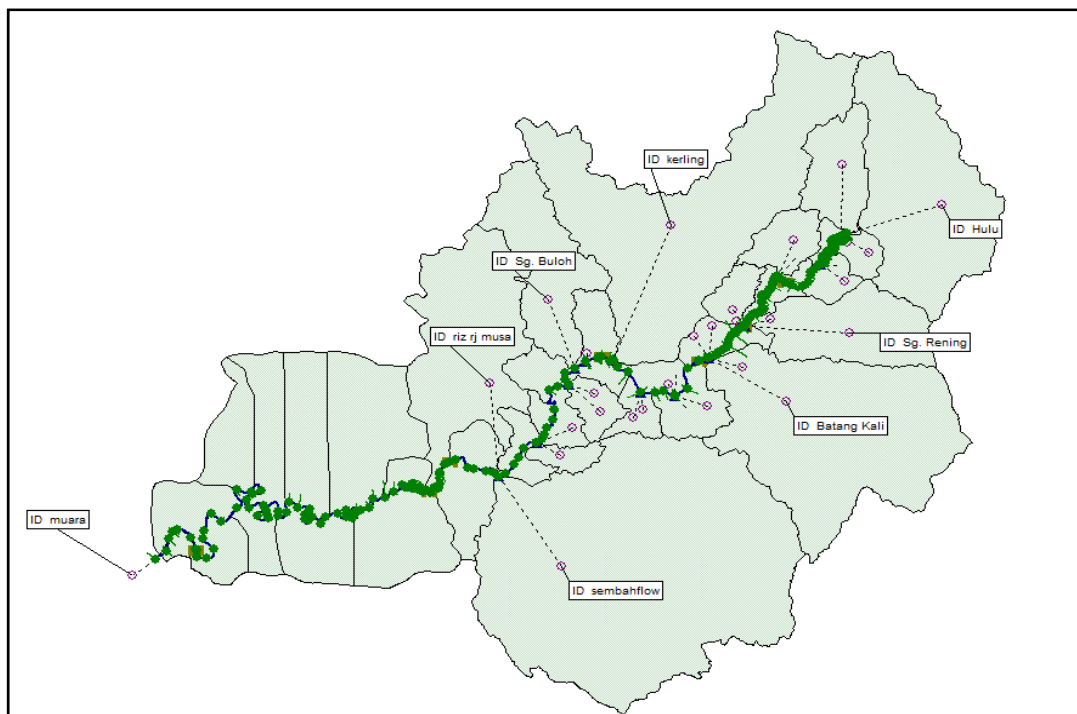 ID kerling
ID Hulu
ID Sg. Buloh
ID riz rj musa
ID Sg. Rening
ID Batang Kali
ID muara
ID sembahflow